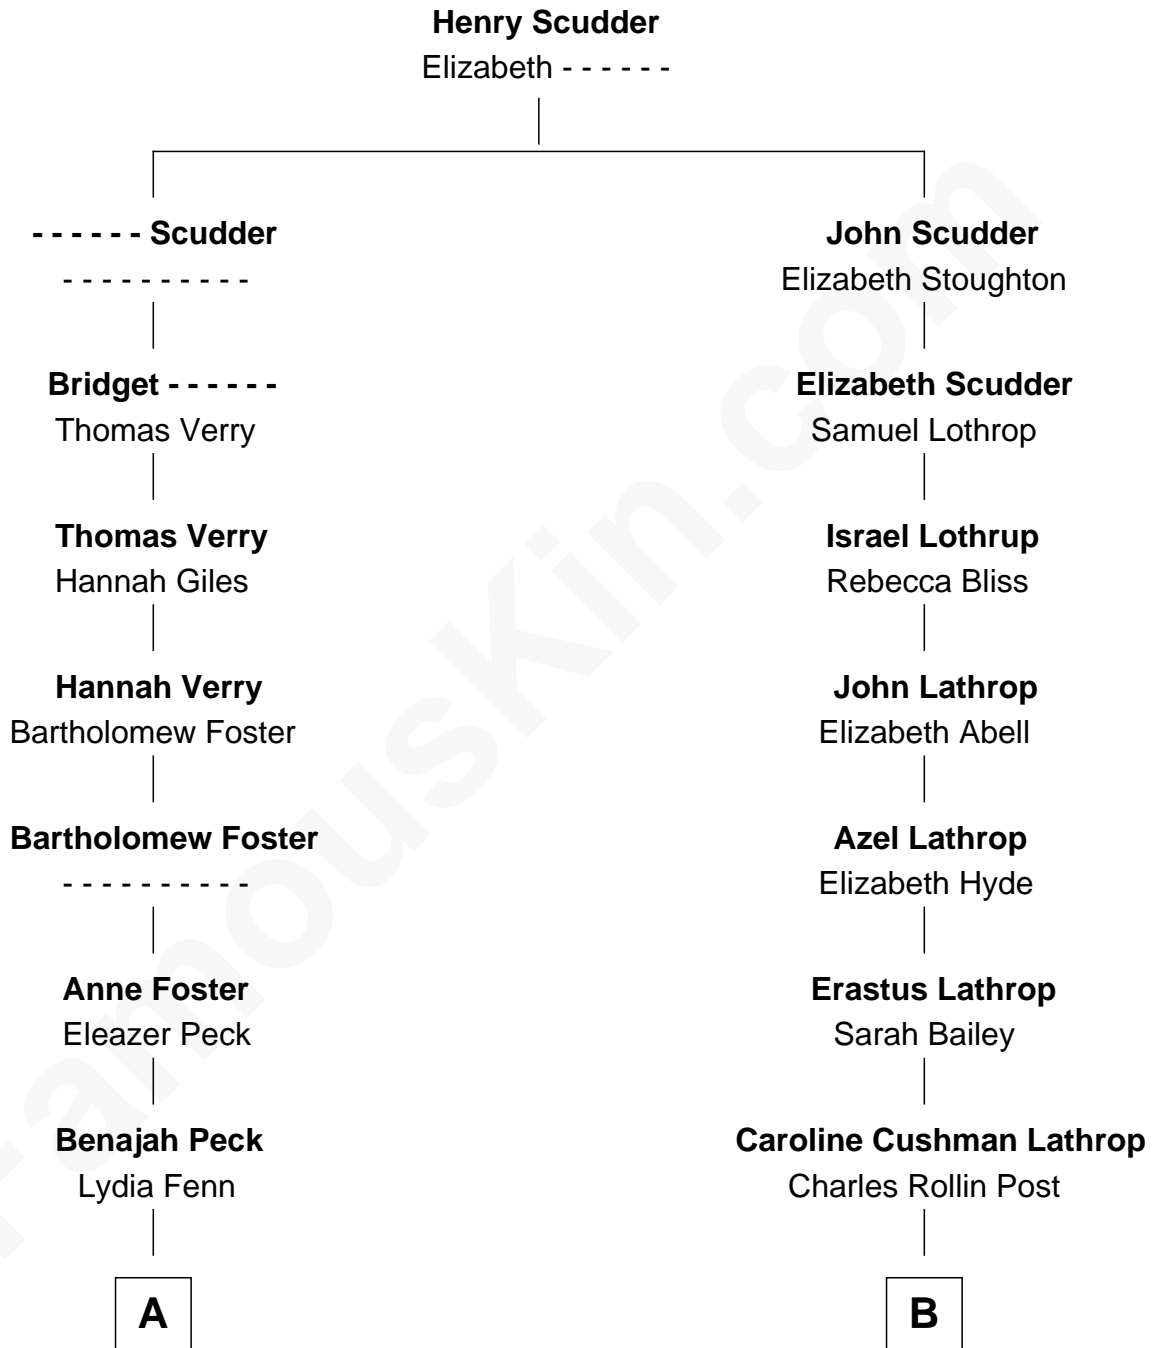 Henry Scudder
Elizabeth - - - - - -
- - - - - - Scudder
- - - - - - - - - -
Bridget - - - - - -
Thomas Verry
Thomas Verry
Hannah Giles
Hannah Verry
Bartholomew Foster
Bartholomew Foster
- - - - - - - - - -
Anne Foster
Eleazer Peck
Benajah Peck
Lydia Fenn
A
John Scudder
Elizabeth Stoughton
Elizabeth Scudder
Samuel Lothrop
Israel Lothrup
Rebecca Bliss
John Lathrop
Elizabeth Abell
Azel Lathrop
Elizabeth Hyde
Erastus Lathrop
Sarah Bailey
Caroline Cushman Lathrop
Charles Rollin Post
B
FamousKin.com